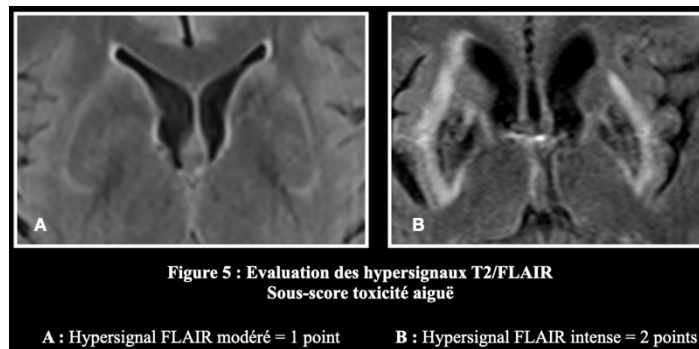 A
B
Figure 5 : Evaluation des hypersignaux T2/FLAIR
Sous-score toxicité aiguë
A : Hypersignal FLAIR modéré = 1 point
B : Hypersignal FLAIR intense = 2 points